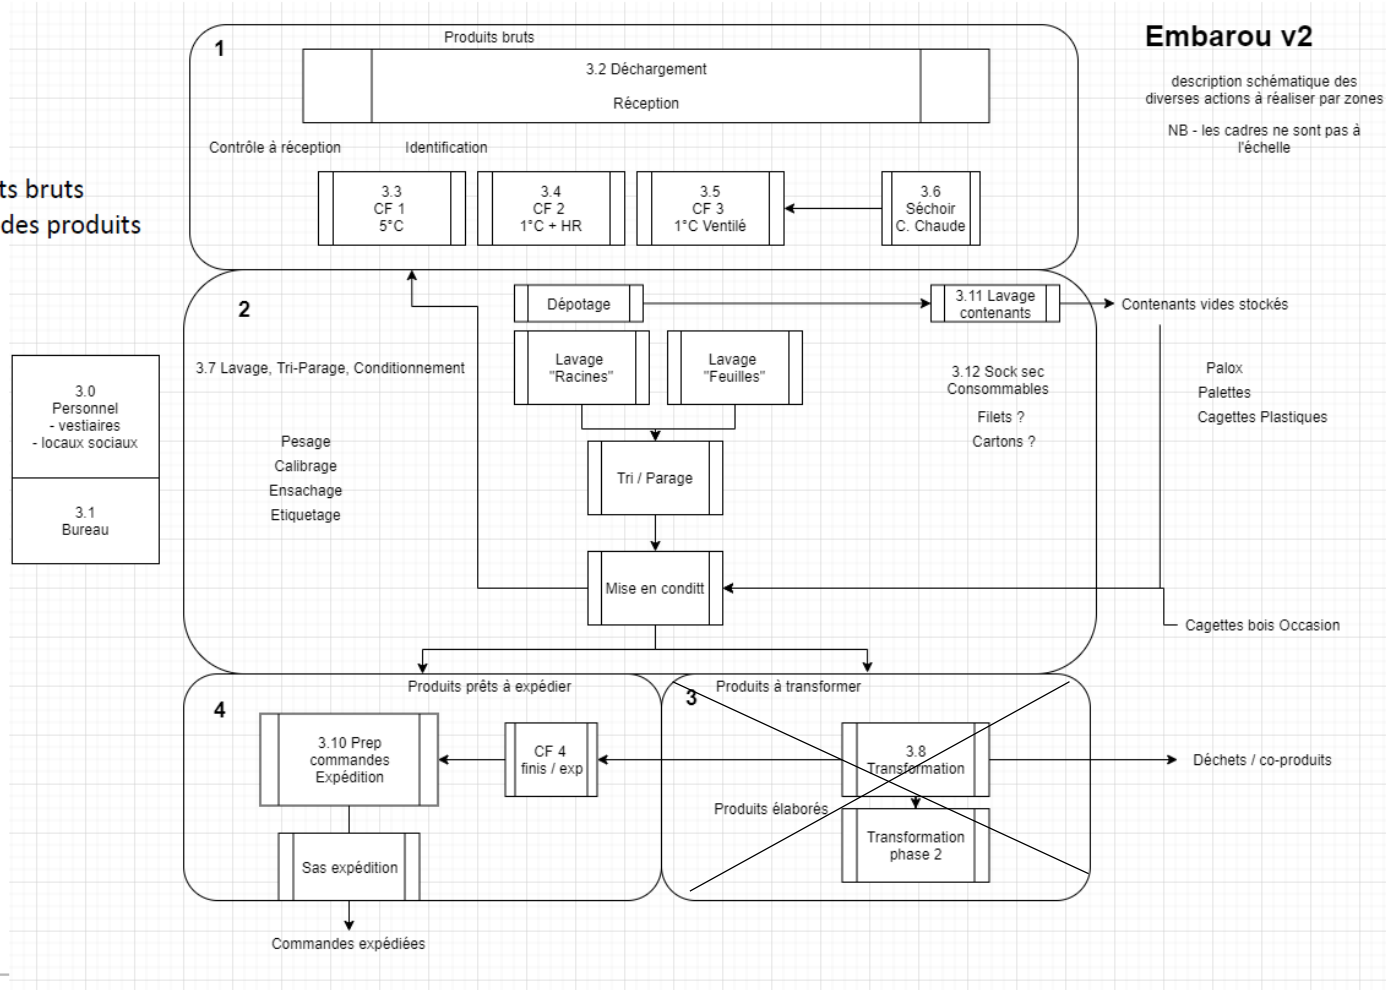 Embarou v2
description schématique des
diverses actions à réaliser par zones
NB - les cadres ne sont pas à
l'échelle
1
Produits bruts
3.2 Déchargement
Réception
Contrôle à réception
Identification
3.3
CF 1
5°C
3.4
CF 2
1°C + HR
3.5
CF 3
1°C Ventilé
3.6
Séchoir
C. Chaude
ts bruts
des produits
2
Dépotage
3.11 Lavage
contenants
Contenants vides stockés
3.7 Lavage, Tri-Parage, Conditionnement
Lavage
"Racines"
Lavage
"Feuilles"
3.12 Sock sec
Consommables
Filets ?
Cartons ?
Palox
Palettes
Cagettes Plastiques
3.0
Personnel
- vestiaires
- locaux sociaux
3.1
Bureau
Pesage
Calibrage
Ensachage
Etiquetage
Tri / Parage
Mise en conditt
Cagettes bois Occasion
4
Produits prêts à expédier
3.10 Prep
commandes
Expédition
CF 4
finis / exp
Sas expédition
Commandes expédiées
3
Produits à transformer
3.8
Transformation
Produits élaborés
Transformation
phase 2
Déchets / co-produits